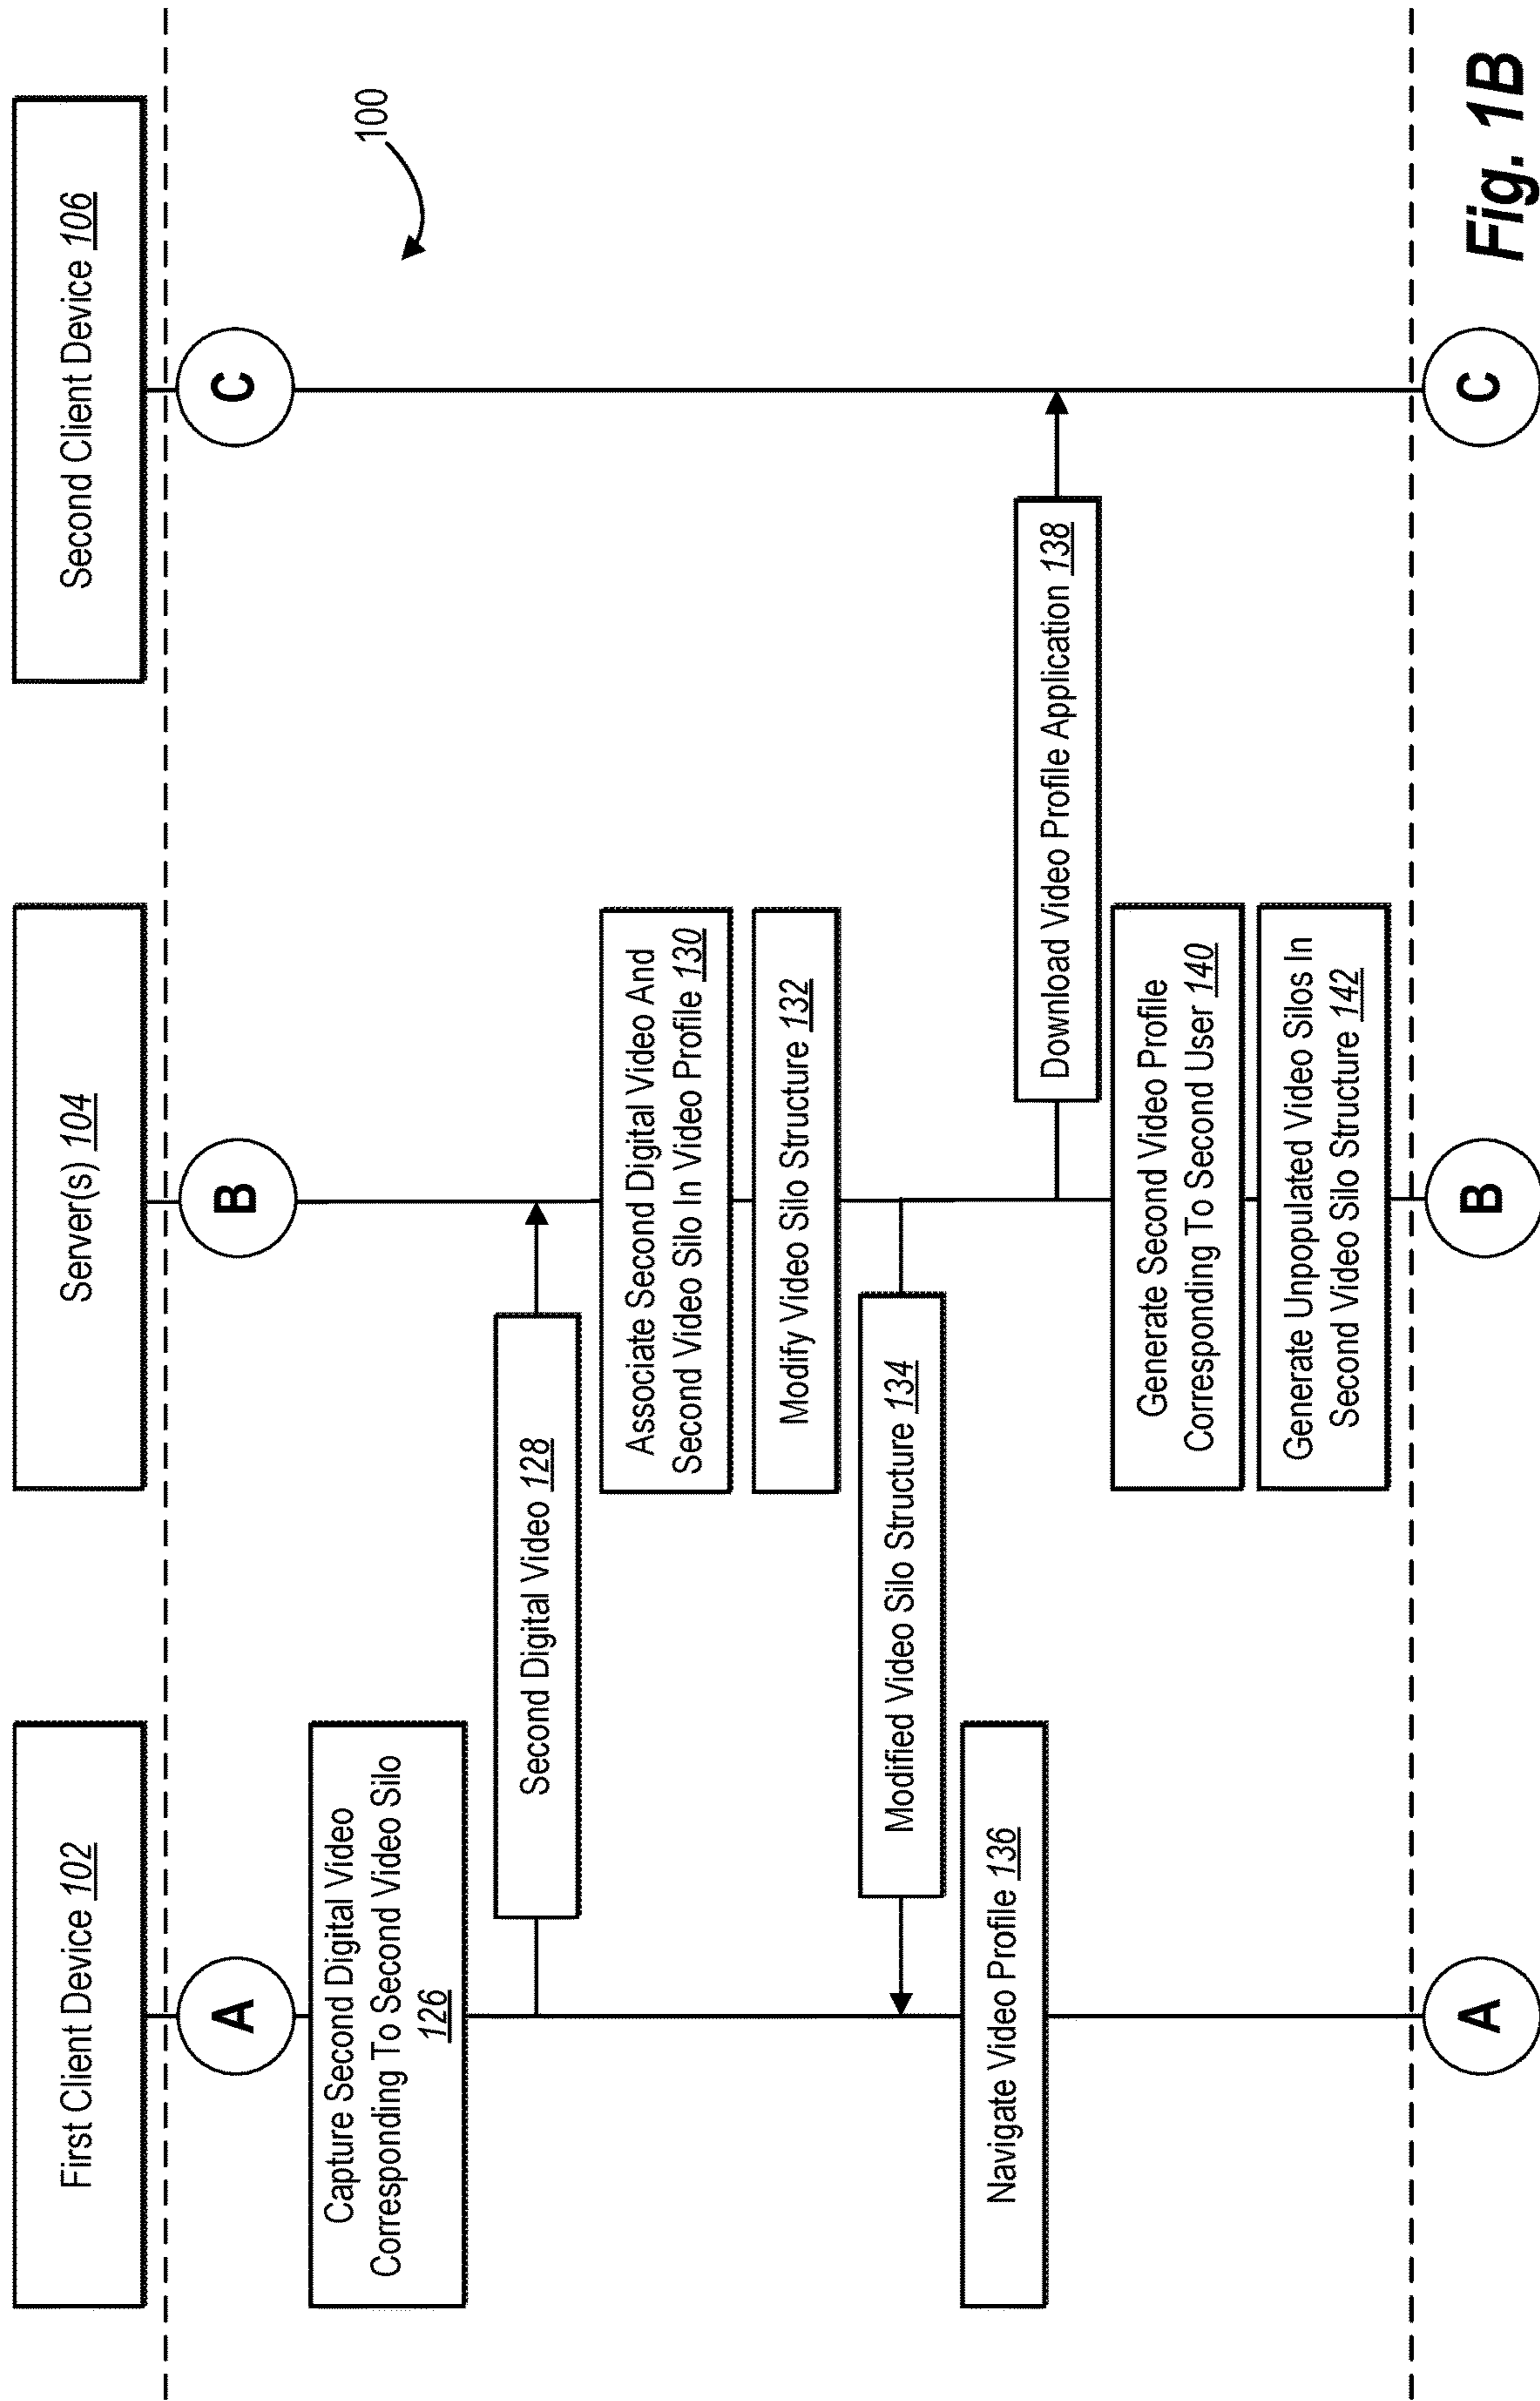 First Client Device 102
Server(s) 104
Second Client Device 106
A
B
C
100
Capture Second Digital Video
Corresponding To Second Video Silo
126
Second Digital Video 128
Associate Second Digital Video And
Second Video Silo In Video Profile 130
Modify Video Silo Structure 132
Modified Video Silo Structure 134
Navigate Video Profile 136
Download Video Profile Application 138
Generate Second Video Profile
Corresponding To Second User 140
Generate Unpopulated Video Silos In
Second Video Silo Structure 142
A
B
C
Fig. 1B